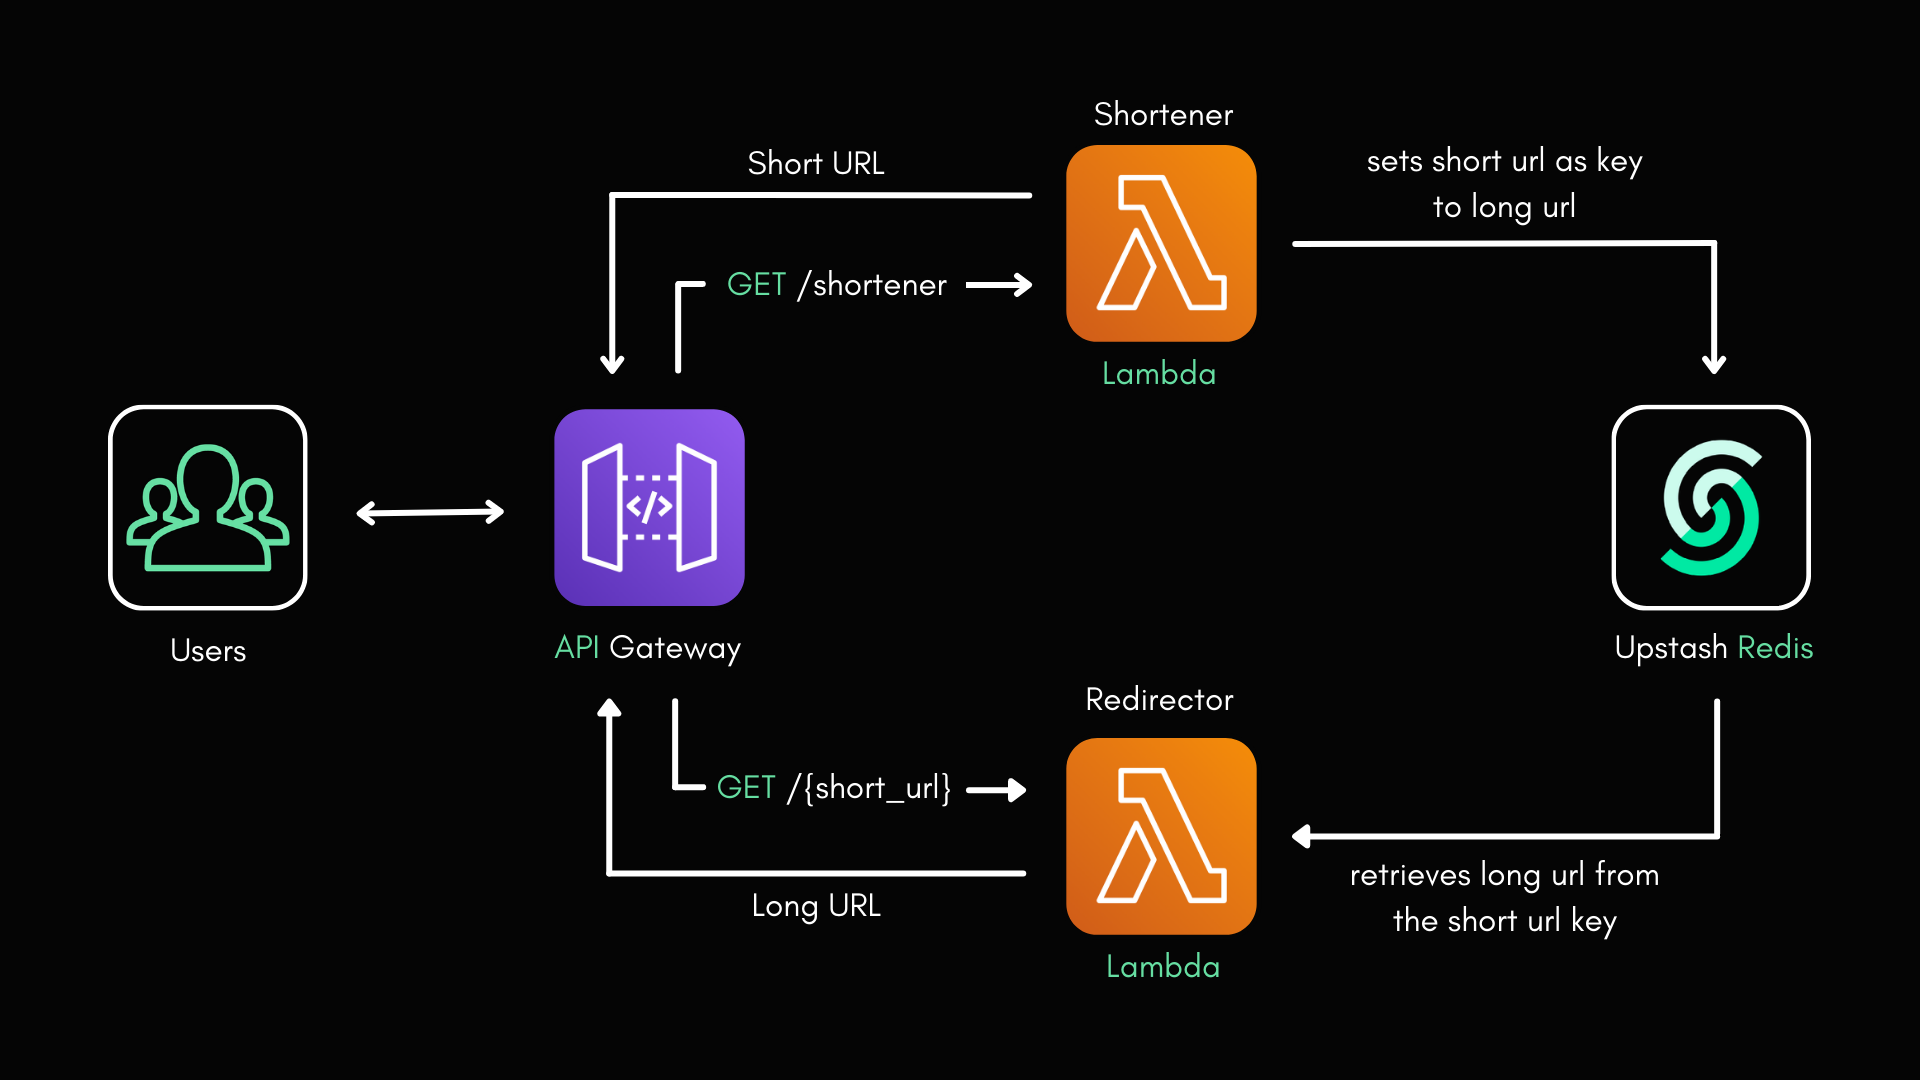 Shortener
Short URL
sets short url as key
to long url
GET /shortener
Lambda
</>
Users
API Gateway
Upstash Redis
Redirector
GET /{short_url}
Long URL
retrieves long url from
the short url key
Lambda